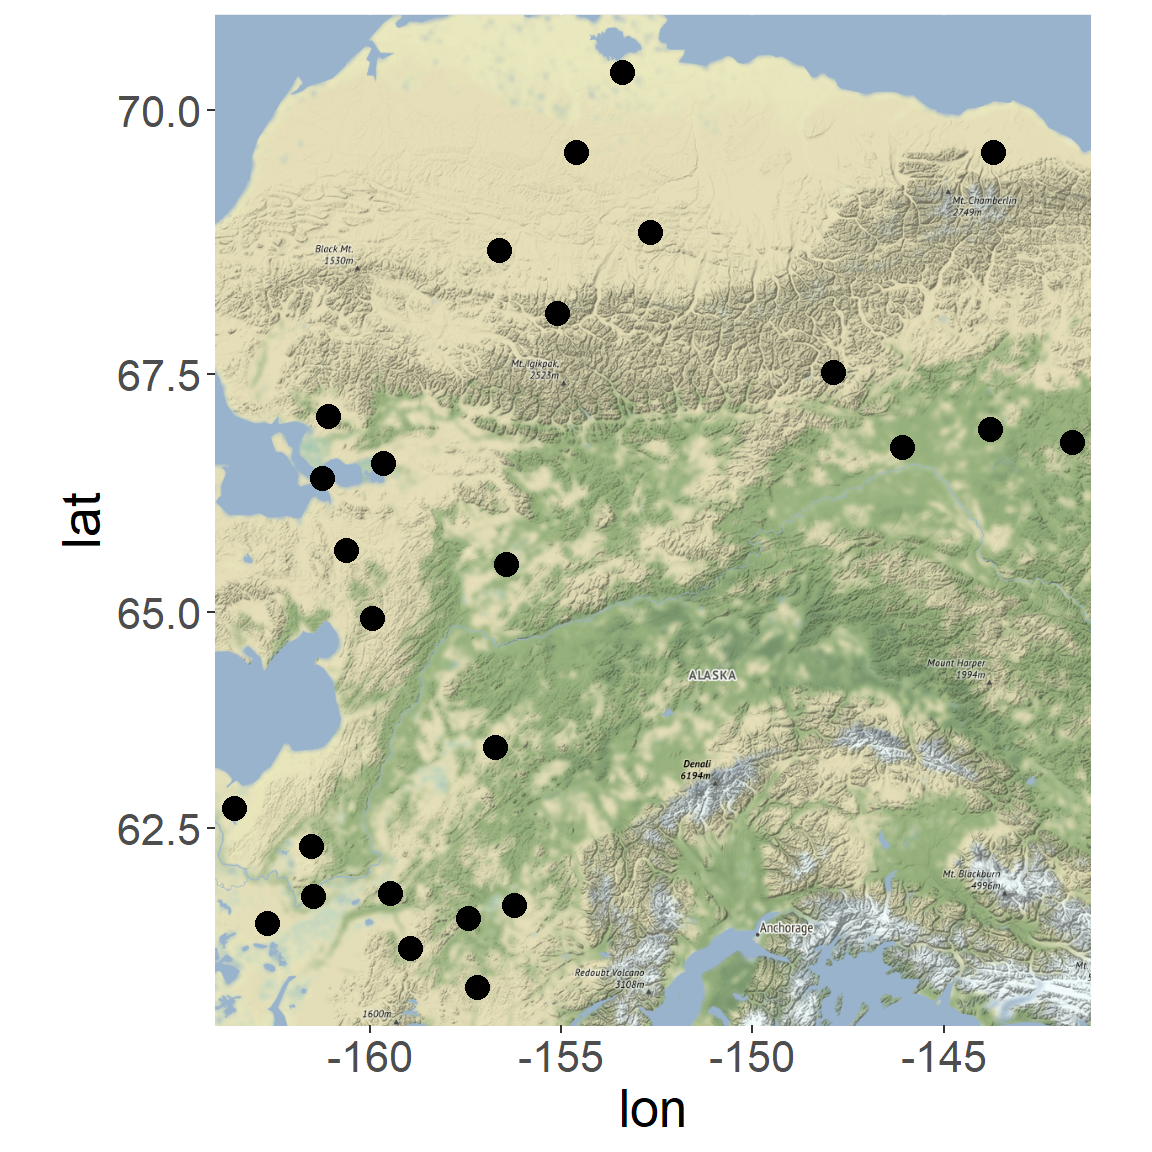 70.0
67.5
65.0
62.5
lat
Mt. Chamberlin
2749m
Black Mt.
1530m
Mt. Igikpak,
2523m
ALASKA
Mount Harper
1994m
Denali
6194m
Mt. Blackburn
4996m
Anchorage
Redoubt Volcano
3108m
Mt
1600m
-160
-155
-150
-145
lon